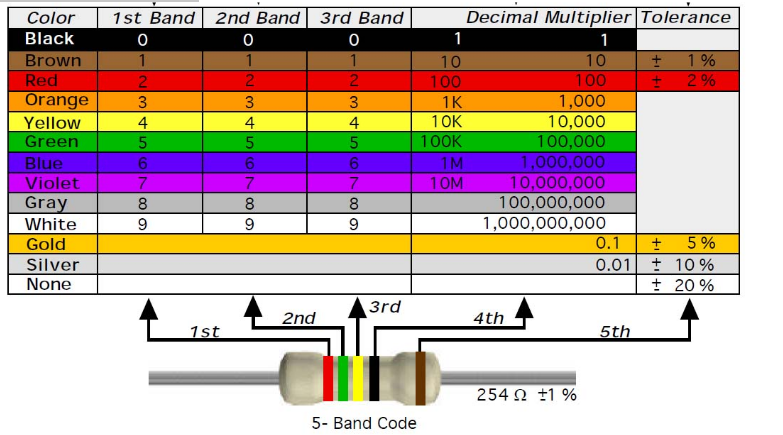 Color 1st Band 2nd Band 3rd Band Decimal Multiplier Tolerance
Black 0 0 0 1 1
Brown 1 1 1 10 10 ± 1 %
Red 2 2 2 100 100 ± 2 %
Orange 3 3 3 1K 1,000
Yellow 4 4 4 10K 10,000
Green 5 5 5 100K 100,000
Blue 6 6 6 1M 1,000,000
Violet 7 7 7 10M 10,000,000
Gray 8 8 8 100,000,000
White 9 9 9 1,000,000,000
Gold 0.1 ± 5 %
Silver 0.01 ± 10 %
None ± 20 %
1st 2nd 3rd 4th 5th
254 Ω ±1 %
5- Band Code